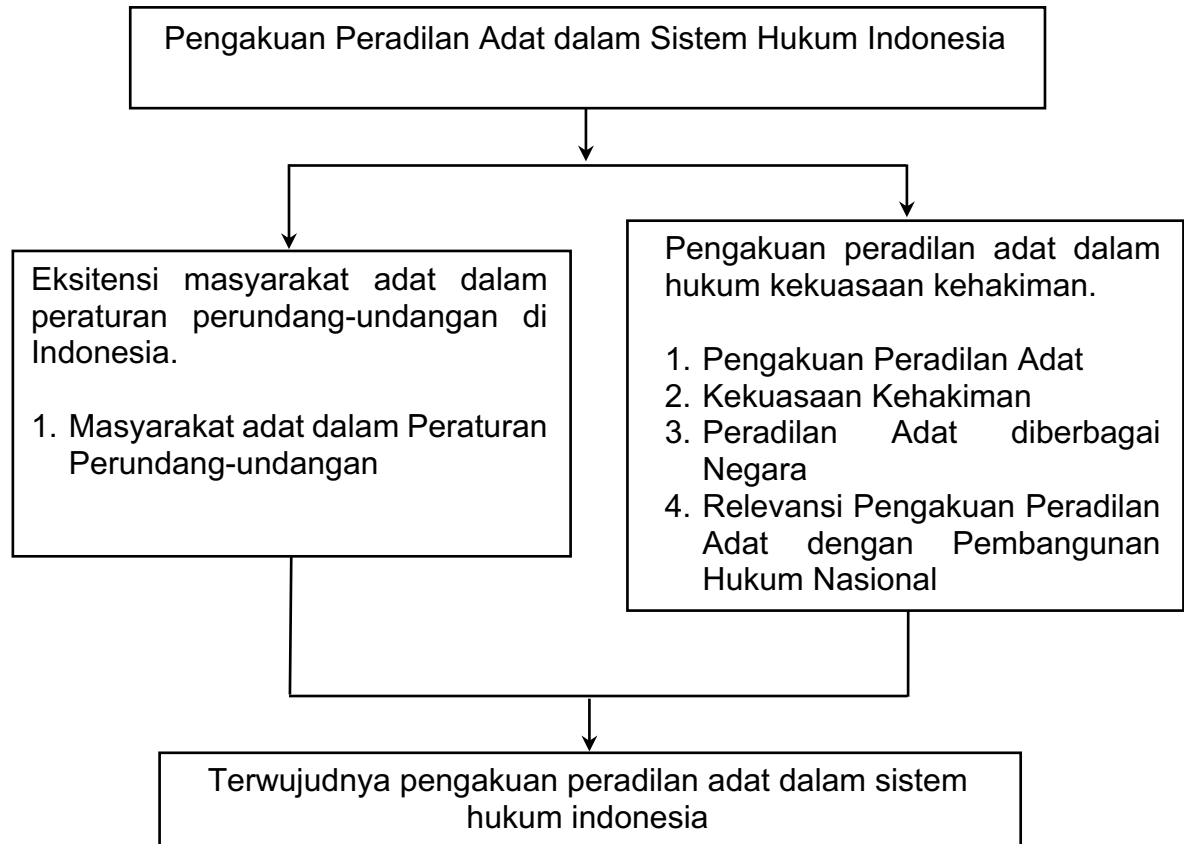 Pengakuan Peradilan Adat dalam Sistem Hukum Indonesia
Eksitensi masyarakat adat dalam
peraturan perundang-undangan di
Indonesia.
1. Masyarakat adat dalam Peraturan
Perundang-undangan
Pengakuan peradilan adat dalam
hukum kekuasaan kehakiman.
1. Pengakuan Peradilan Adat
2. Kekuasaan Kehakiman
3. Peradilan Adat diberbagai
Negara
4. Relevansi Pengakuan Peradilan
Adat dengan Pembangunan
Hukum Nasional
Terwujudnya pengakuan peradilan adat dalam sistem
hukum indonesia